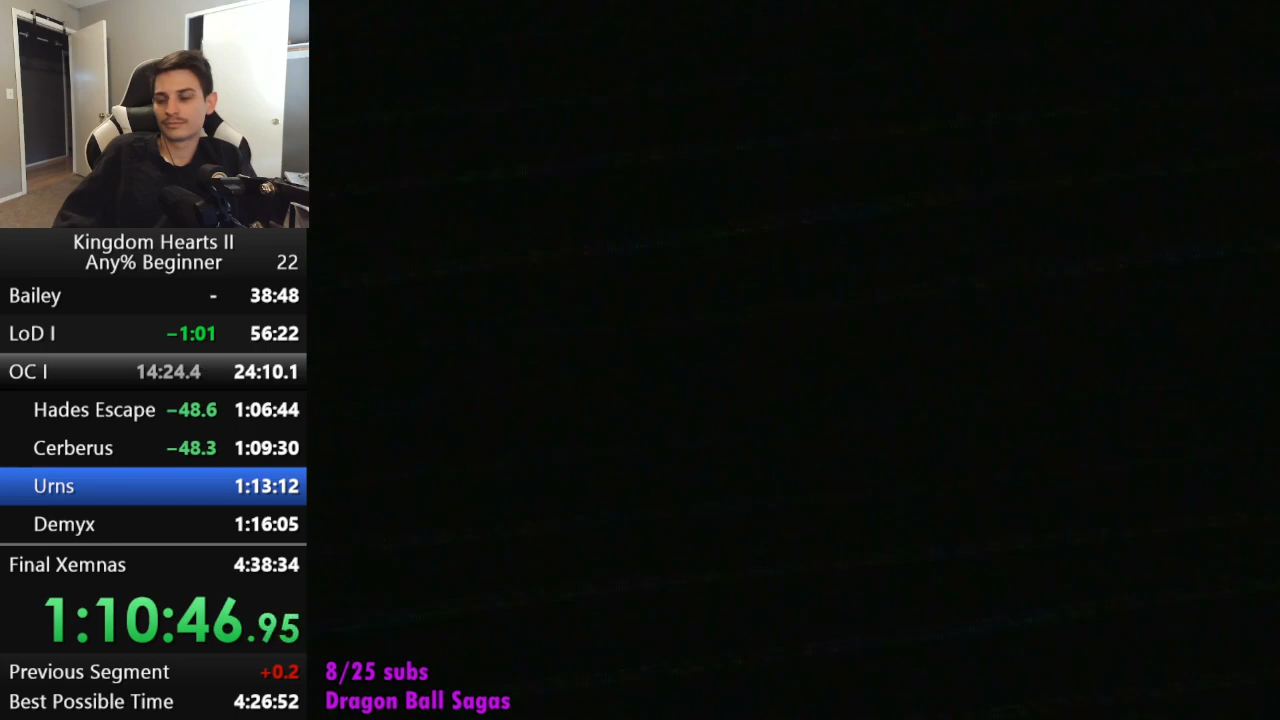 Kingdom Hearts II
Any% Beginner 22
Bailey - 38:48
LoD I −1:01 56:22
OC I 14:24.4 24:10.1
Hades Escape −48.6 1:06:44
Cerberus −48.3 1:09:30
Urns 1:13:12
Demyx 1:16:05
Final Xemnas 4:38:34
1:10:46.95
Previous Segment +0.2
Best Possible Time 4:26:52
8/25 subs
Dragon Ball Sagas